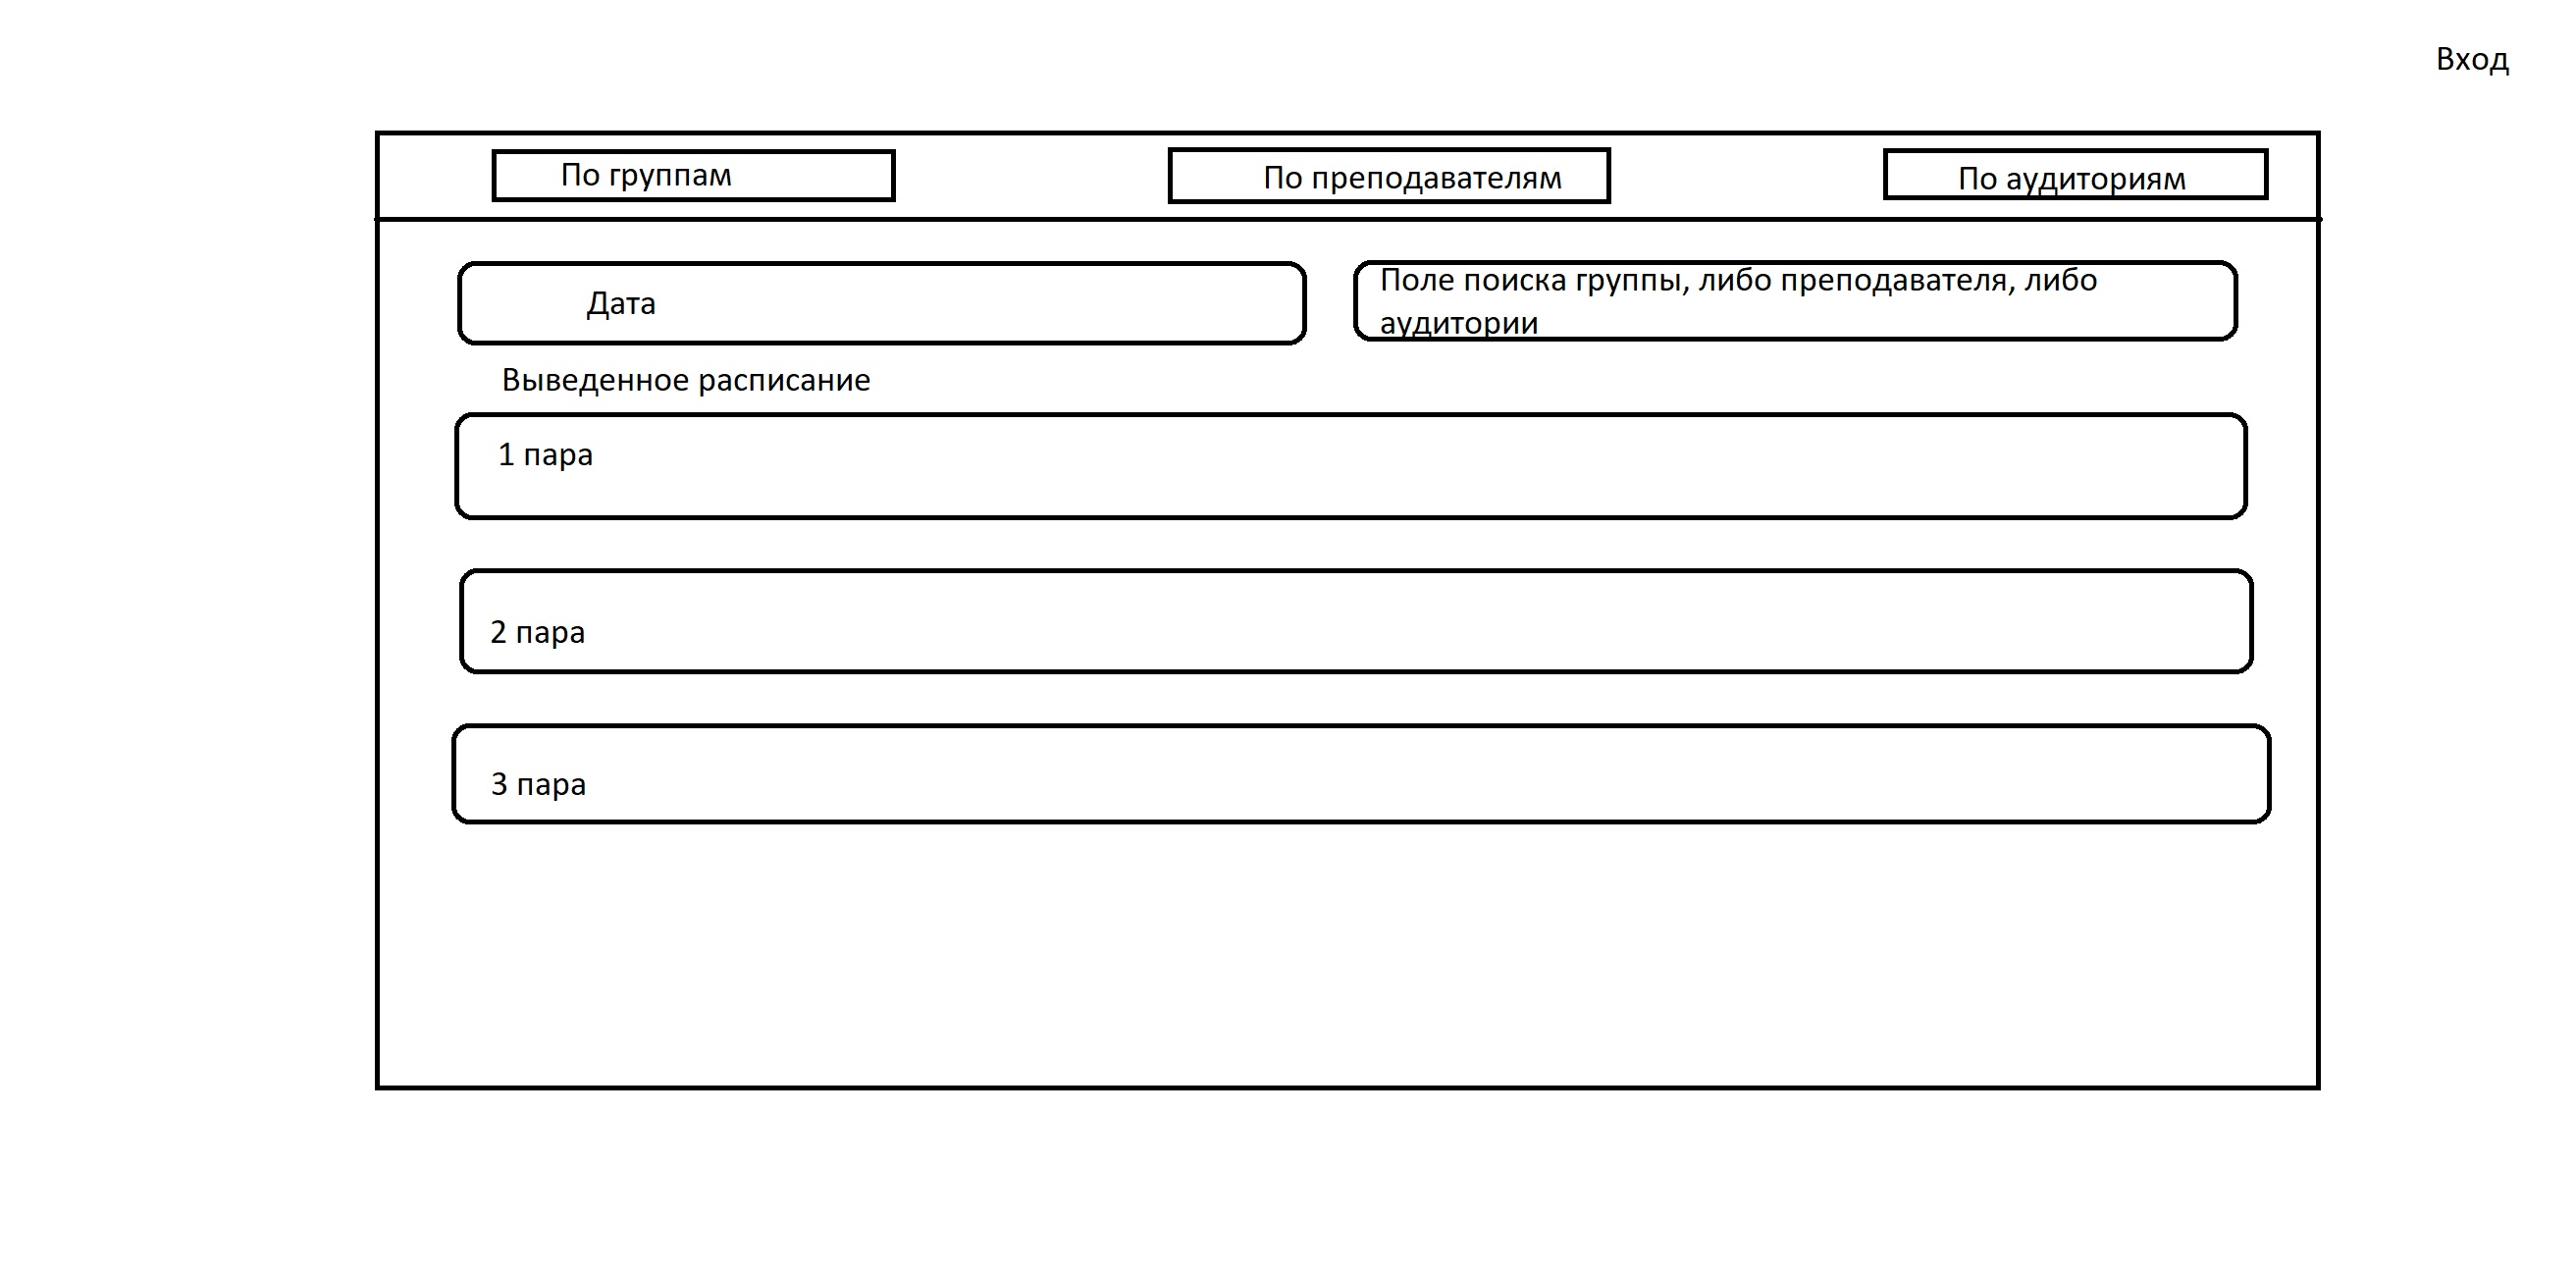 Вход
По группам
По преподавателям
По аудиториям
Дата
Поле поиска группы, либо преподавателя, либо
аудитории
Выведенное расписание
1 пара
2 пара
3 пара